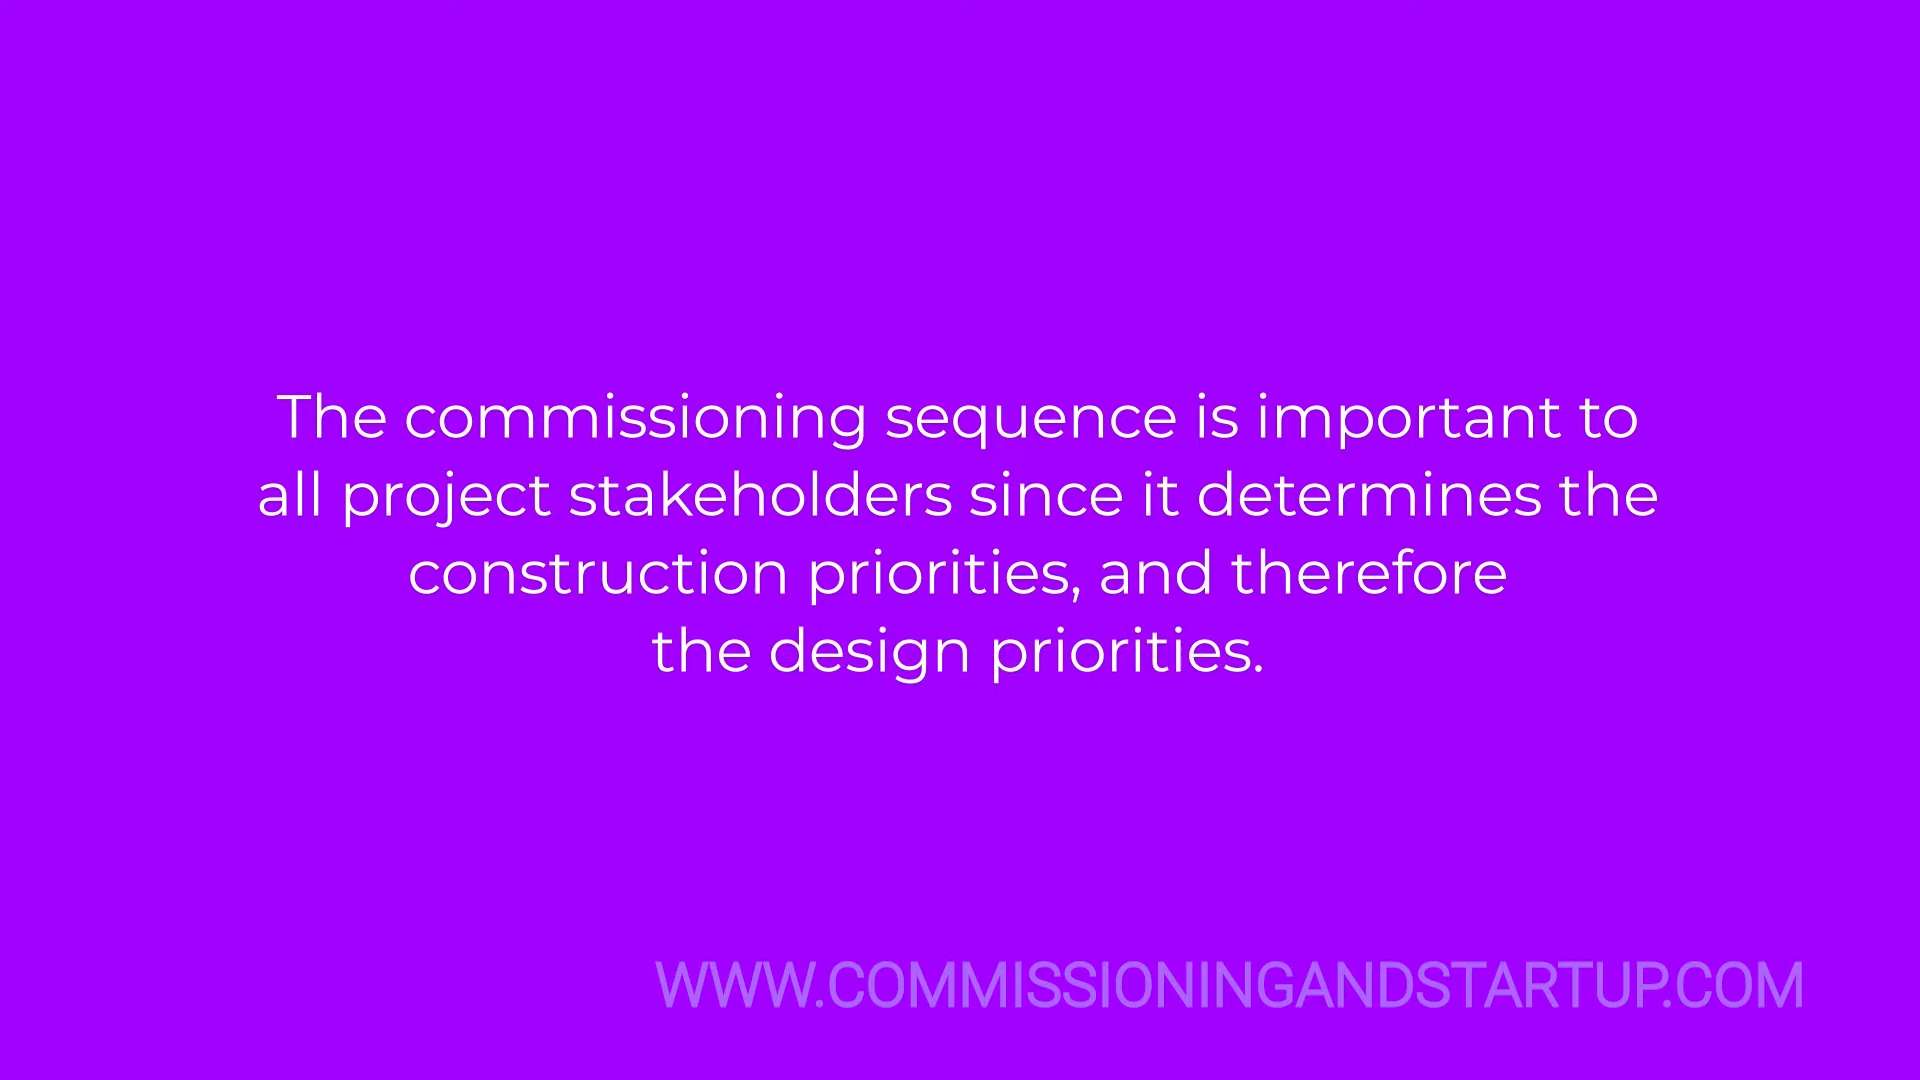 The commissioning sequence is important to
all project stakeholders since it determines the
construction priorities, and therefore
the design priorities.
WWW.COMMISSIONINGANDSTARTUP.COM